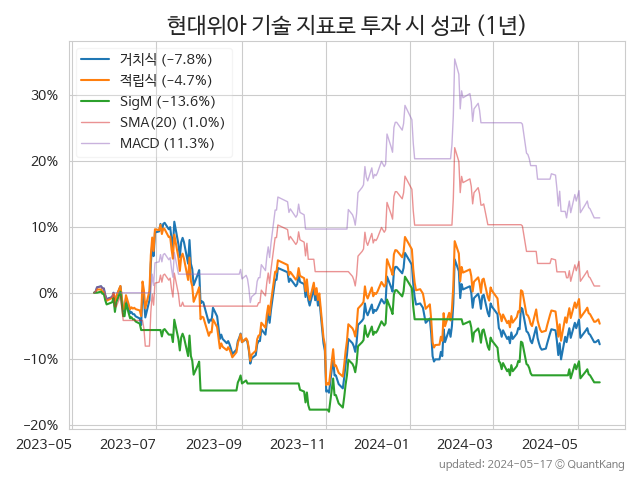 현대위아 기술 지표로 투자 시 성과 (1년)
거치식 (−7.8%)
적립식 (−4.7%)
SigM (−13.6%)
SMA(20) (1.0%)
MACD (11.3%)
30%
20%
10%
0%
−10%
−20%
2023-05 2023-07 2023-09 2023-11 2024-01 2024-03 2024-05
updated: 2024-05-17 © QuantKang